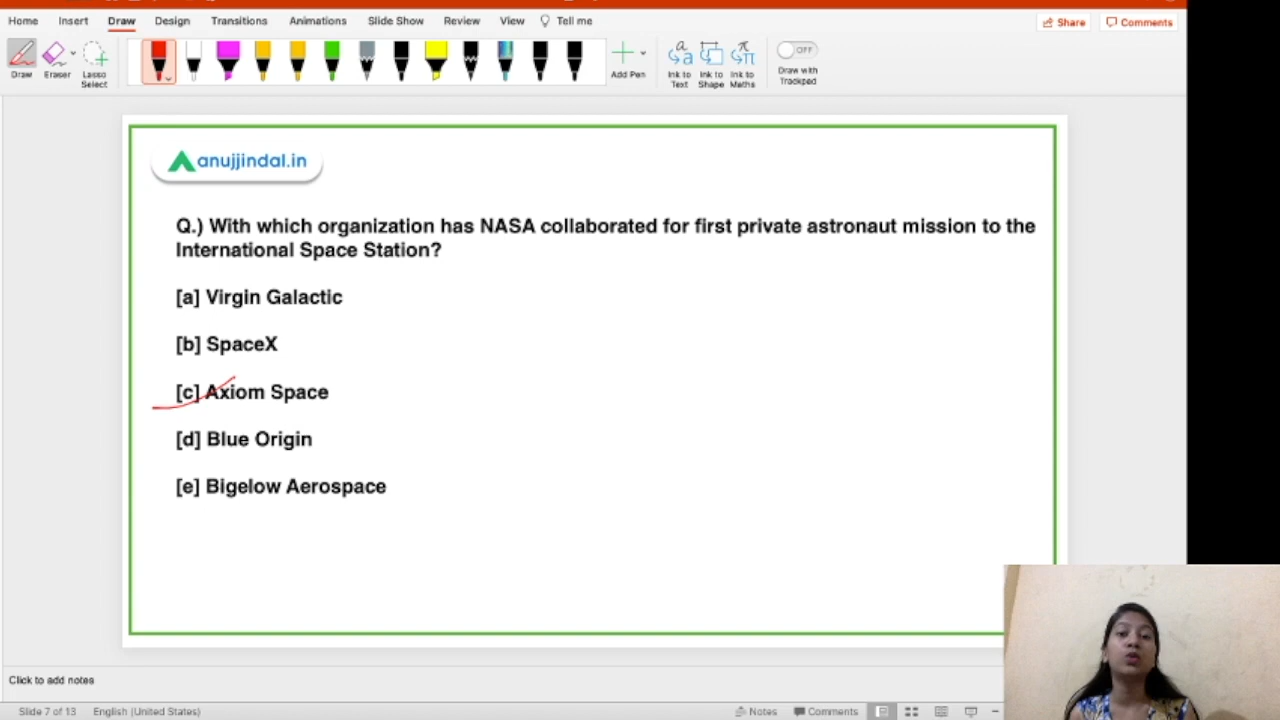 Home Insert Draw Design Transitions Animations Slide Show Review View Tell me
Share Comments
Draw Eraser Lasso Select Add Pen Ink to Text Ink to Shape Ink to Maths OFF Draw with Trackpad
anujjindal.in
Q.) With which organization has NASA collaborated for first private astronaut mission to the
International Space Station?
[a] Virgin Galactic
[b] SpaceX
[c] Axiom Space
[d] Blue Origin
[e] Bigelow Aerospace
Click to add notes
Slide 7 of 13 English (United States) Notes Comments